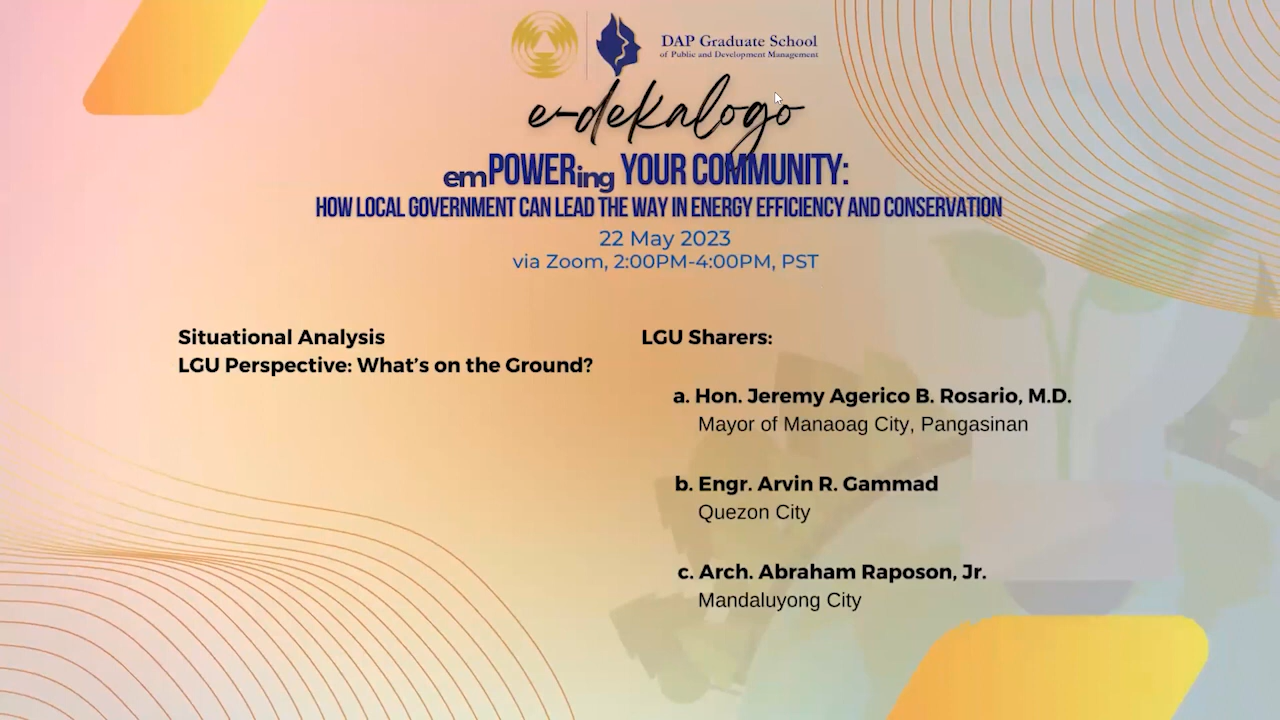 DAP Graduate School
of Public and Development Management
e-dekalogo
emPOWERing YOUR COMMUNITY:
HOW LOCAL GOVERNMENT CAN LEAD THE WAY IN ENERGY EFFICIENCY AND CONSERVATION
22 May 2023
via Zoom, 2:00PM-4:00PM, PST
Situational Analysis
LGU Perspective: What's on the Ground?
LGU Sharers:
a. Hon. Jeremy Agerico B. Rosario, M.D.
Mayor of Manaoag City, Pangasinan
b. Engr. Arvin R. Gammad
Quezon City
c. Arch. Abraham Raposon, Jr.
Mandaluyong City